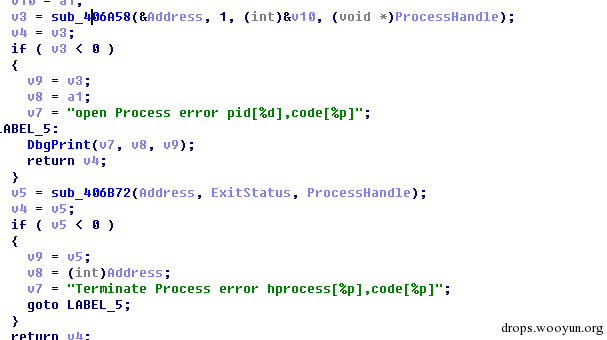 v10 = a1;
v3 = sub_406A58(&Address, 1, (int)&v10, (void *)ProcessHandle);
v4 = v3;
if ( v3 < 0 )
{
v9 = v3;
v8 = a1;
v7 = "open Process error pid[%d],code[%p]";
LABEL_5:
DbgPrint(v7, v8, v9);
return v4;
}
v5 = sub_406B72(Address, ExitStatus, ProcessHandle);
v4 = v5;
if ( v5 < 0 )
{
v9 = v5;
v8 = (int)Address;
v7 = "Terminate Process error hprocess[%p],code[%p]";
goto LABEL_5;
}
return v4;
drops.wooyun.org